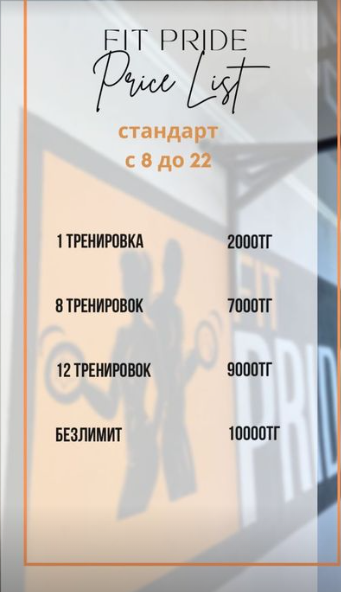 FIT PRIDE
Price List
стандарт
с 8 до 22
1 ТРЕНИРОВКА 2000ТГ
8 ТРЕНИРОВОК 7000ТГ
12 ТРЕНИРОВОК 9000ТГ
БЕЗЛИМИТ 10000ТГ
FIT
PRID